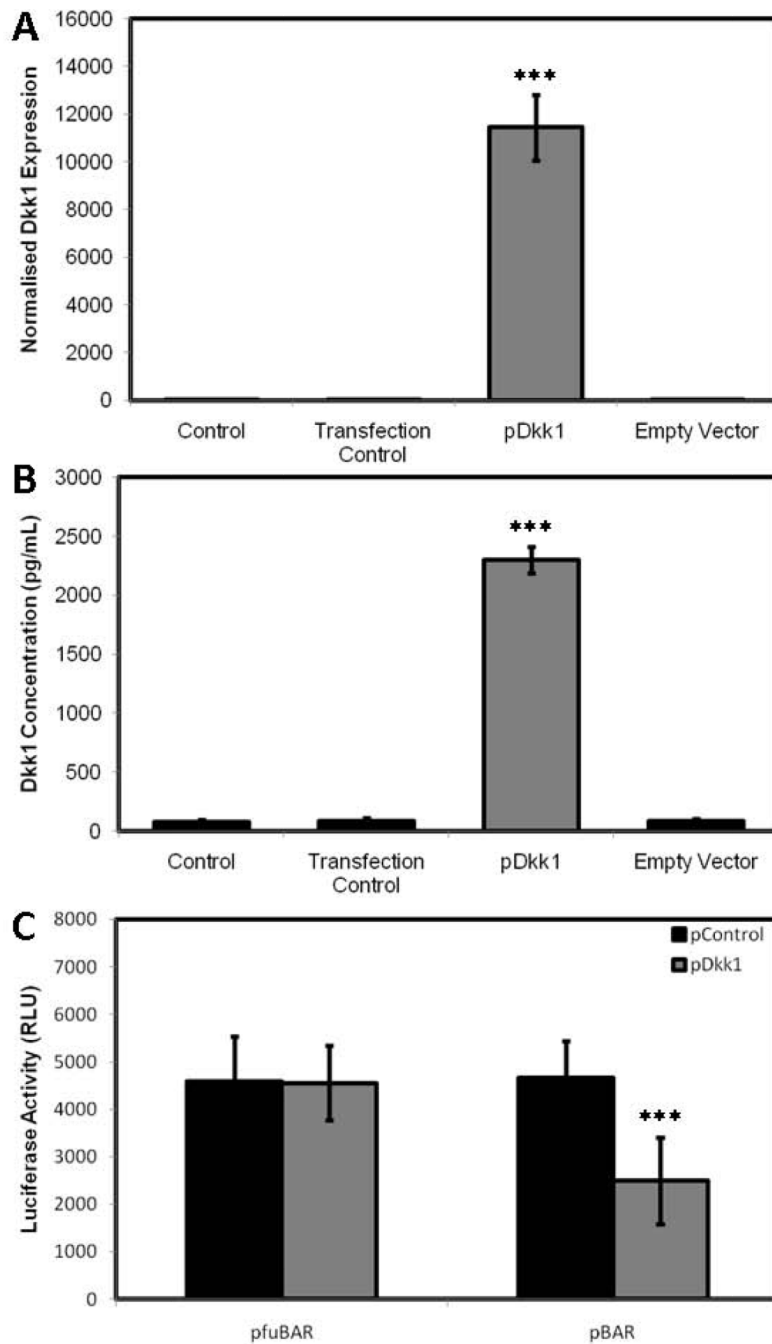 A
Normalised Dkk1 Expression
16000
14000
12000
10000
8000
6000
4000
2000
0
***
Control
Transfection
Control
pDkk1
Empty Vector
B
Dkk1 Concentration (pg/mL)
3000
2500
2000
1500
1000
500
0
***
Control
Transfection
Control
pDkk1
Empty Vector
C
Luciferase Activity (RLU)
8000
7000
6000
5000
4000
3000
2000
1000
0
pControl
pDkk1
***
pfuBAR
pBAR